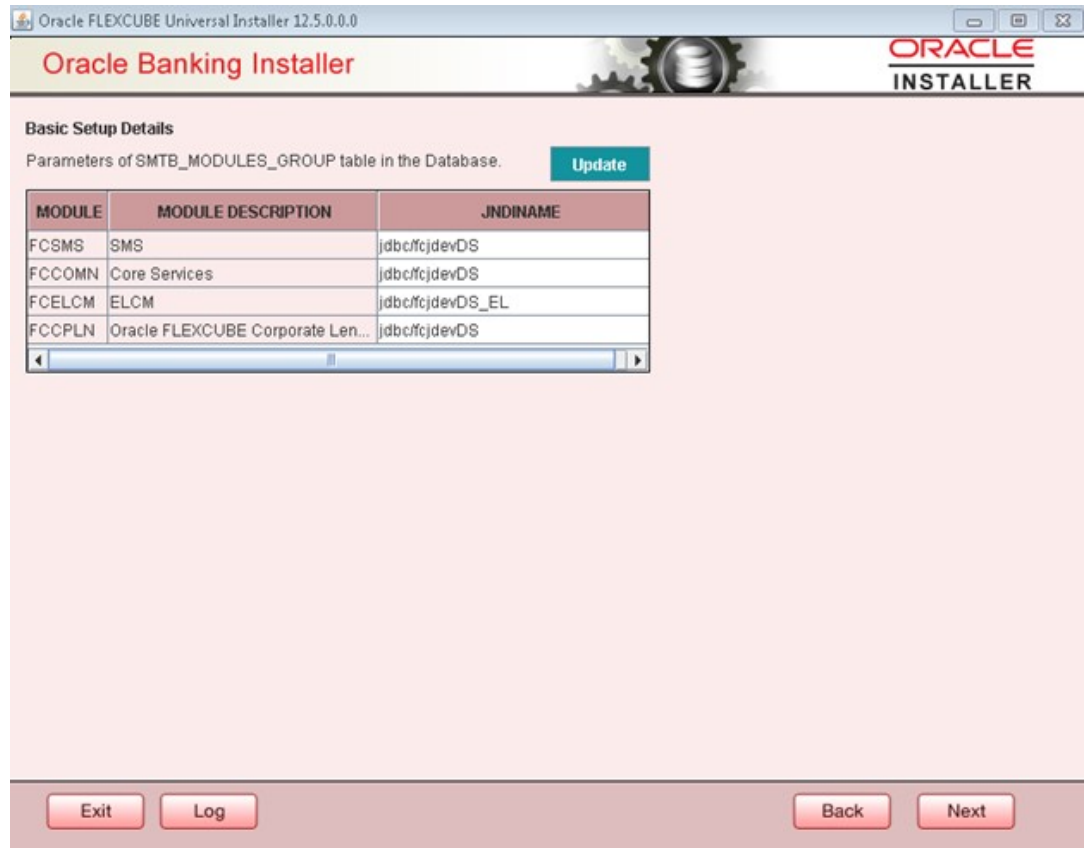 Oracle FLEXCUBE Universal Installer 12.5.0.0.0
Oracle Banking Installer
ORACLE
INSTALLER
Basic Setup Details
Parameters of SMTB_MODULES_GROUP table in the Database.
Update
MODULE MODULE DESCRIPTION JNDINAME
FCSMS SMS jdbc/fcjdevDS
FCCOMN Core Services jdbc/fcjdevDS
FCELCM ELCM jdbc/fcjdevDS_EL
FCCPLN Oracle FLEXCUBE Corporate Len... jdbc/fcjdevDS
Exit Log Back Next